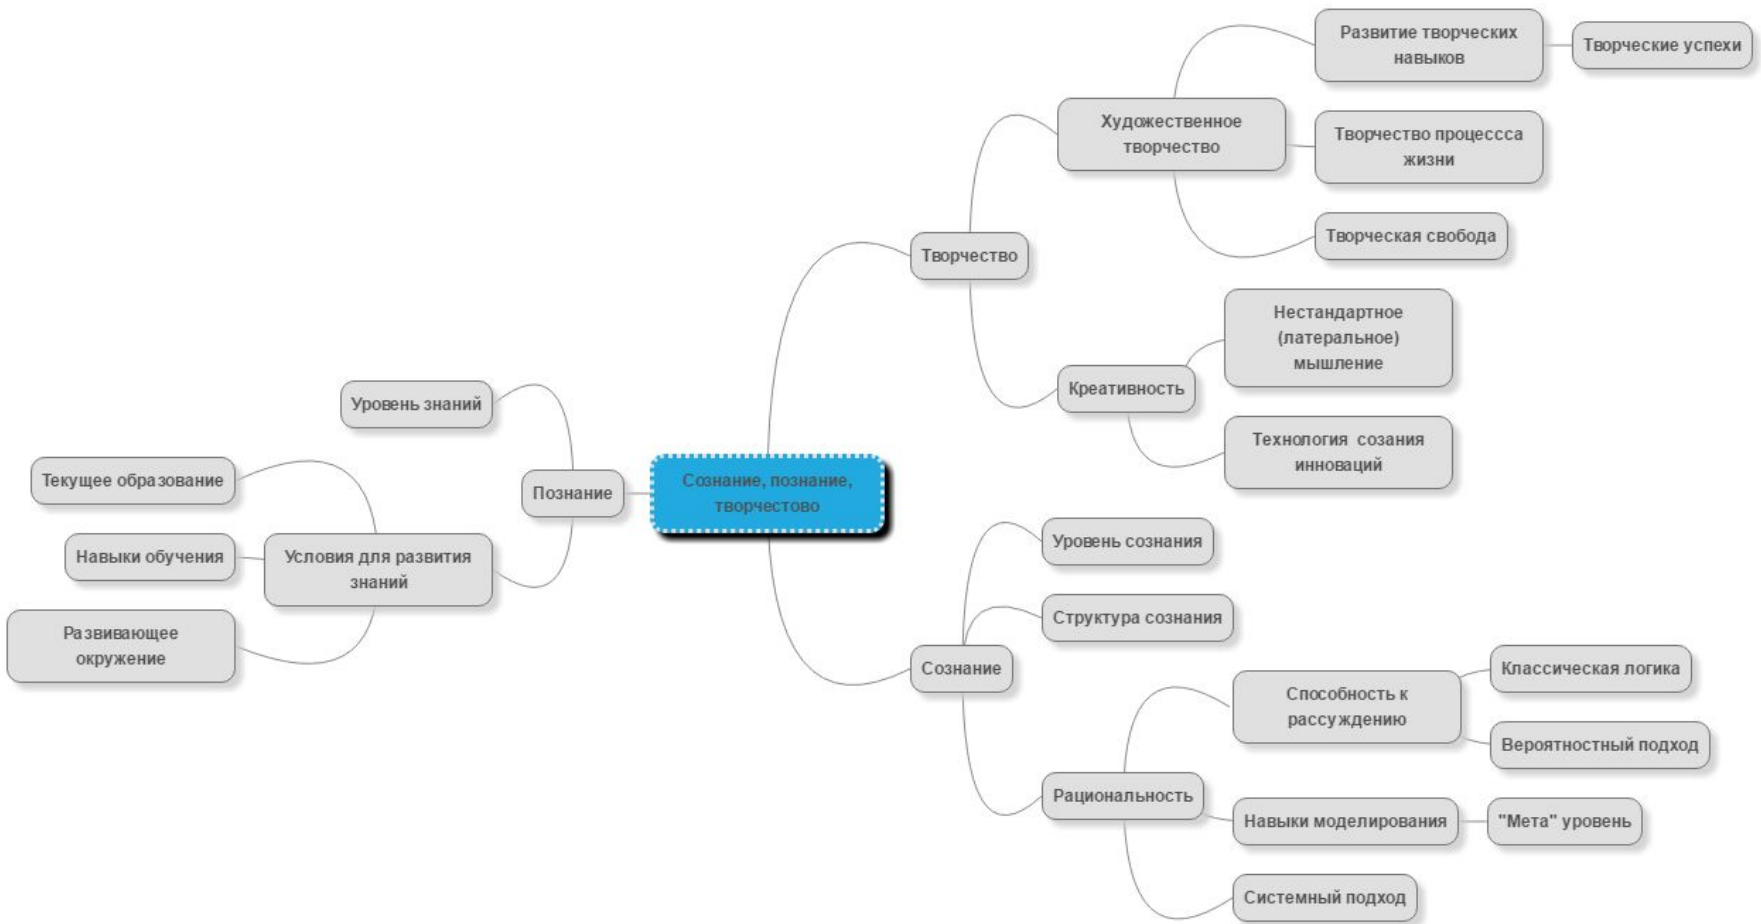 Развитие творческих
навыков
Творческие успехи
Художественное
творчество
Творчество процессса
жизни
Творческая свобода
Творчество
Нестандартное
(латеральное)
мышление
Креативность
Технология созания
инноваций
Уровень знаний
Текущее образование
Познание
Сознание, познание,
творчестово
Навыки обучения
Условия для развития
знаний
Развивающее
окружение
Уровень сознания
Структура сознания
Сознание
Способность к
рассуждению
Классическая логика
Вероятностный подход
Рациональность
Навыки моделирования
"Мета" уровень
Системный подход